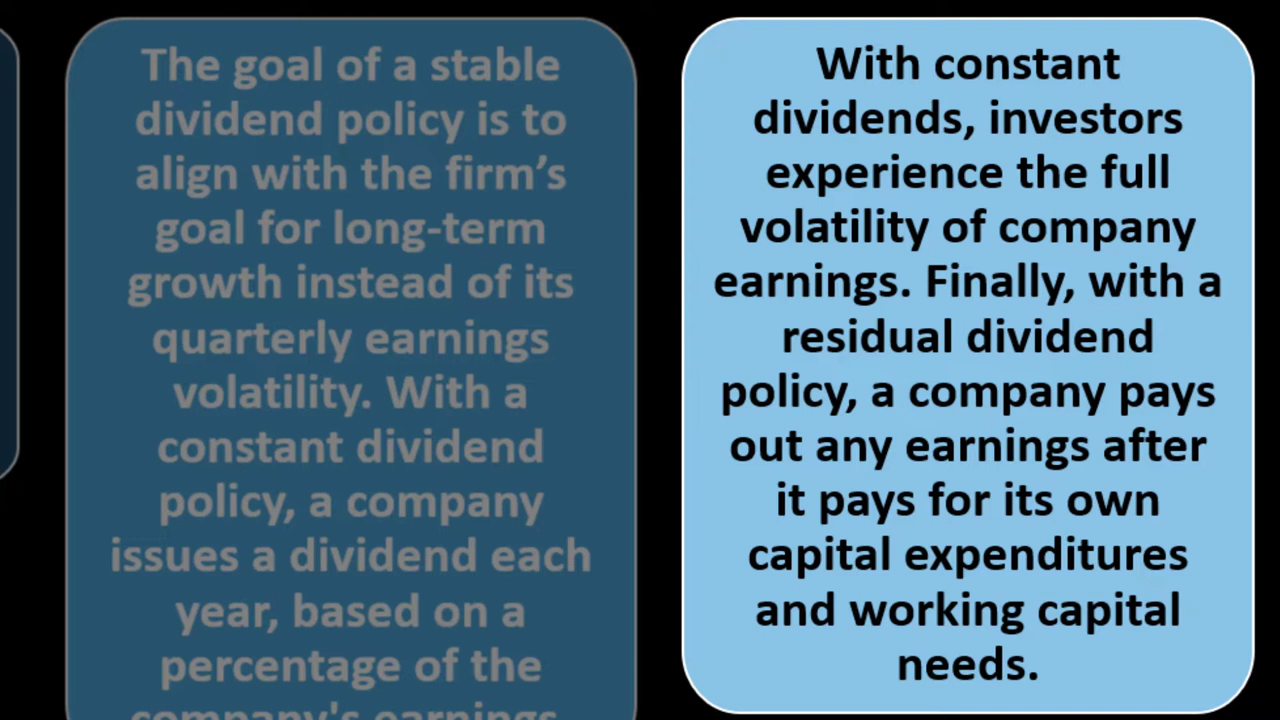 The goal of a stable
dividend policy is to
align with the firm’s
goal for long-term
growth instead of its
quarterly earnings
volatility. With a
constant dividend
policy, a company
issues a dividend each
year, based on a
percentage of the
company's earnings.
With constant
dividends, investors
experience the full
volatility of company
earnings. Finally, with a
residual dividend
policy, a company pays
out any earnings after
it pays for its own
capital expenditures
and working capital
needs.